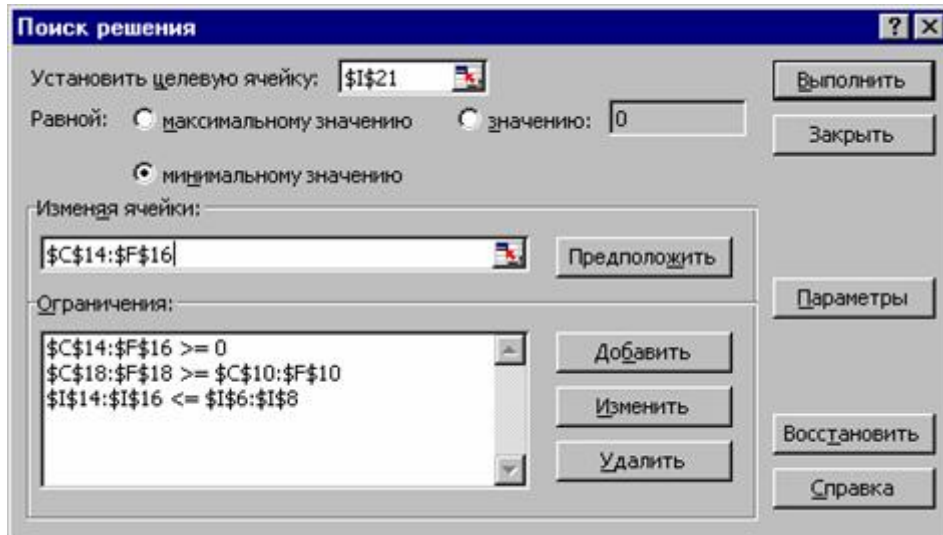 Поиск решения
Установить целевую ячейку: $I$21
Выполнить
Равной: максимальному значению значению: 0
Закрыть
минимальному значению
Изменяя ячейки:
$C$14:$F$16
Предположить
Ограничения:
Параметры
$C$14:$F$16 >= 0
$C$18:$F$18 >= $C$10:$F$10
$I$14:$I$16 <= $I$6:$I$8
Добавить
Изменить
Удалить
Восстановить
Справка